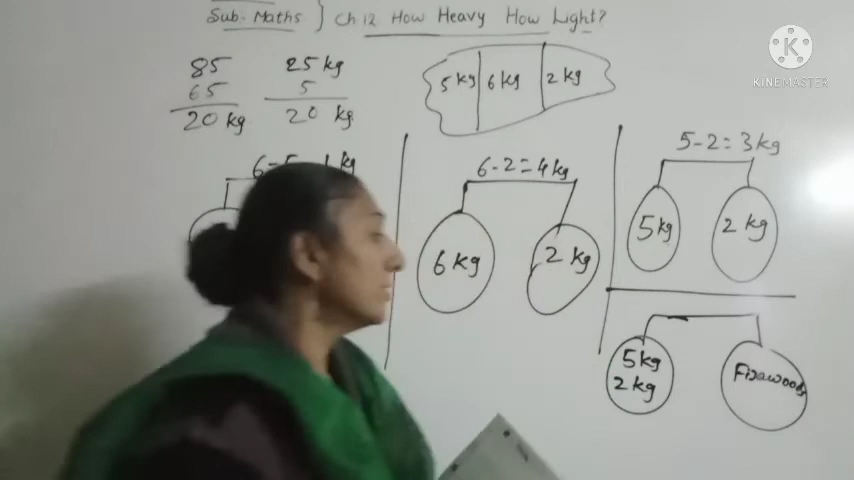 Sub- Maths } Ch 12 How Heavy How Light?
85
65
20 kg
25 kg
5
20 kg
5 kg 6 kg 2 kg
6-2=4 kg
6 kg 2 kg
5-2=3 kg
5 kg 2 kg
5 kg
2 kg
Firawoods
K
KINEMASTER